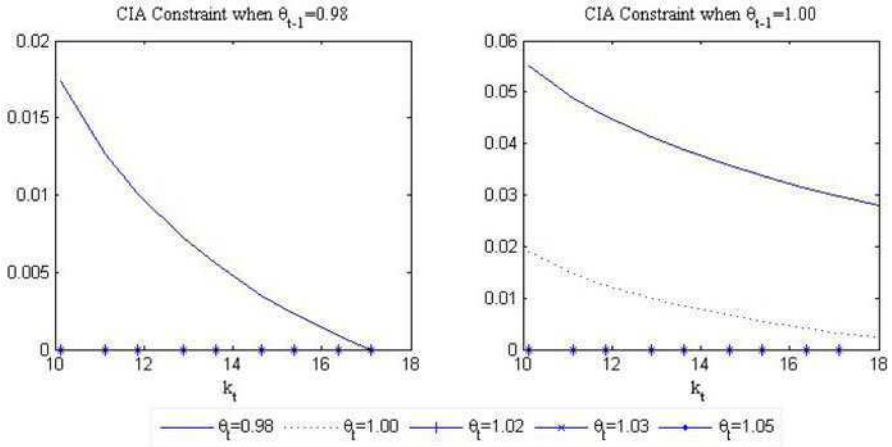 CIA Constraint when θt-1=0.98
0.02
0.015
0.01
0.005
0
10
12
14
16
18
kt
CIA Constraint when θt-1=1.00
0.06
0.05
0.04
0.03
0.02
0.01
0
10
12
14
16
18
kt
θt=0.98
θt=1.00
θt=1.02
θt=1.03
θt=1.05